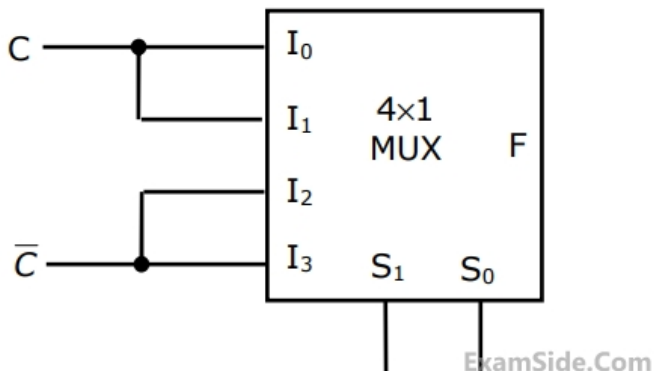 C
I₀
I₁
4×1
MUX
F
I₂
C̅
I₃
S₁
S₀
ExamSide.Com